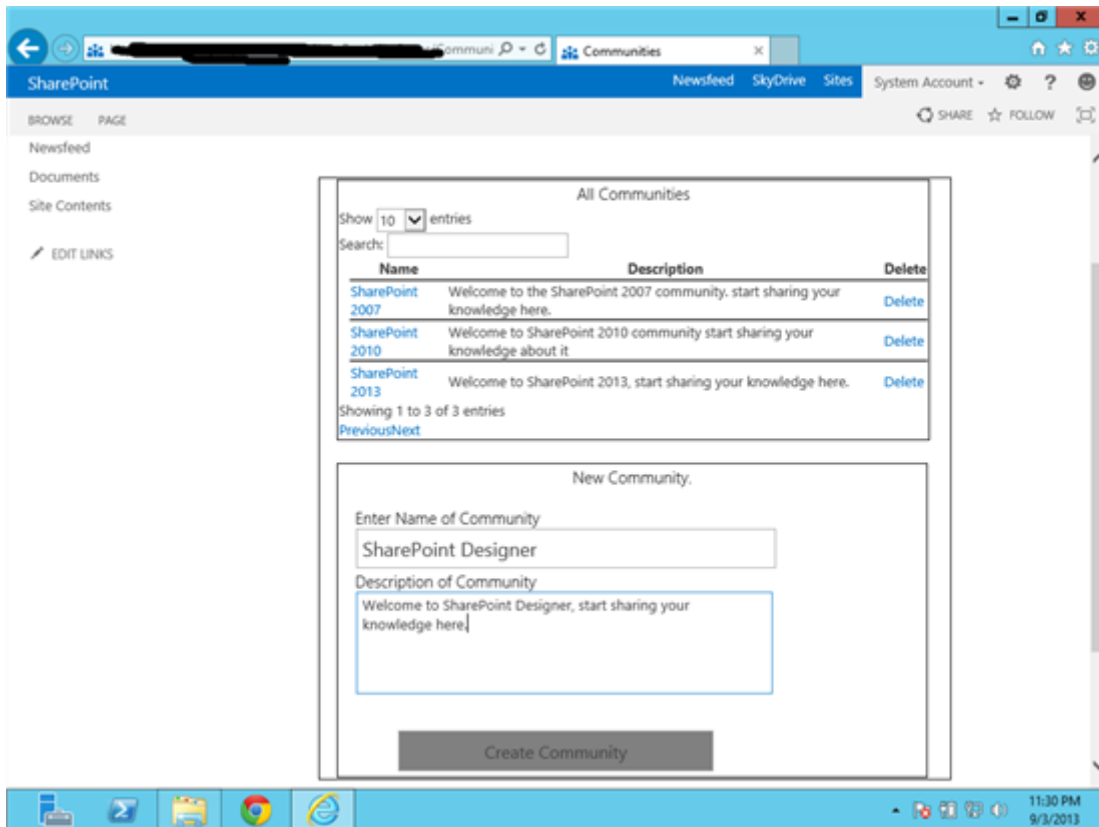 Communi
Communities
SharePoint
Newsfeed SkyDrive Sites System Account
BROWSE PAGE
SHARE FOLLOW
Newsfeed
Documents
Site Contents
EDIT LINKS
All Communities
Show 10 entries
Search:
Name Description Delete
SharePoint 2007 Welcome to the SharePoint 2007 community. start sharing your
knowledge here. Delete
SharePoint 2010 Welcome to SharePoint 2010 community start sharing your
knowledge about it Delete
SharePoint 2013 Welcome to SharePoint 2013, start sharing your knowledge here. Delete
Showing 1 to 3 of 3 entries
PreviousNext
New Community.
Enter Name of Community
SharePoint Designer
Description of Community
Welcome to SharePoint Designer, start sharing your
knowledge here.
Create Community
11:30 PM
9/3/2013